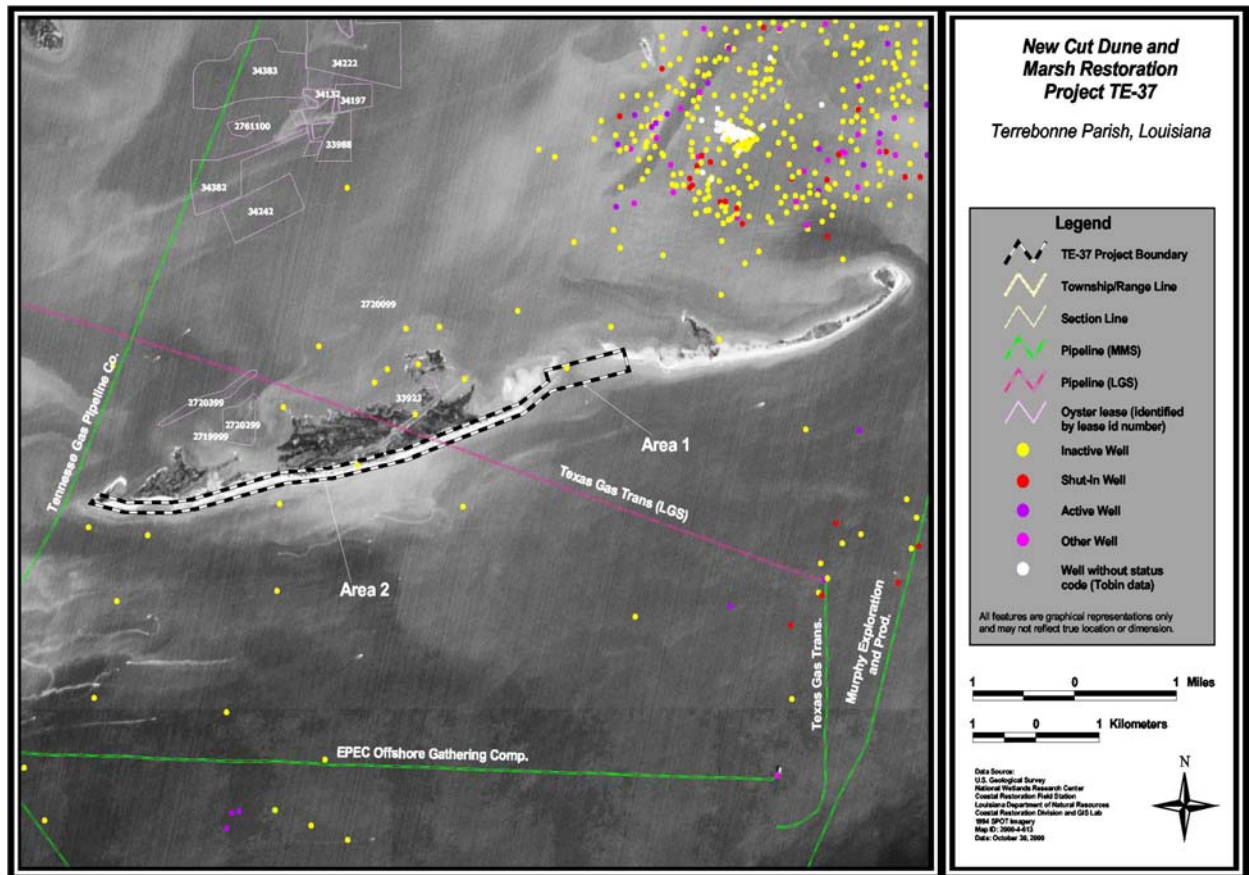 34222
34383
34132
34197
2761100
33988
34382
34242
2720099
Tennesse Gas Pipeline Co.
2720399
33923
2720299
2719999
Area 1
Texas Gas Trans (LGS)
Area 2
Texas Gas Trans.
Murphy Exploration
and Prod.
EPEC Offshore Gathering Comp.
New Cut Dune and
Marsh Restoration
Project TE-37
Terrebonne Parish, Louisiana
Legend
TE-37 Project Boundary
Township/Range Line
Section Line
Pipeline (MMS)
Pipeline (LGS)
Oyster lease (identified
by lease id number)
Inactive Well
Shut-in Well
Active Well
Other Well
Well without status
code (Tobin data)
All features are graphical representations only
and may not reflect true location or dimension.
1 0 1 Miles
1 0 1 Kilometers
N
Data Source:
U.S. Geological Survey
National Wetlands Research Center
Coastal Restoration Field Station
Louisiana Department of Natural Resources
Coastal Restoration Division and GIS Lab
1994 SPOT Imagery
Map ID: 2000-4-613
Date: October 30, 2000